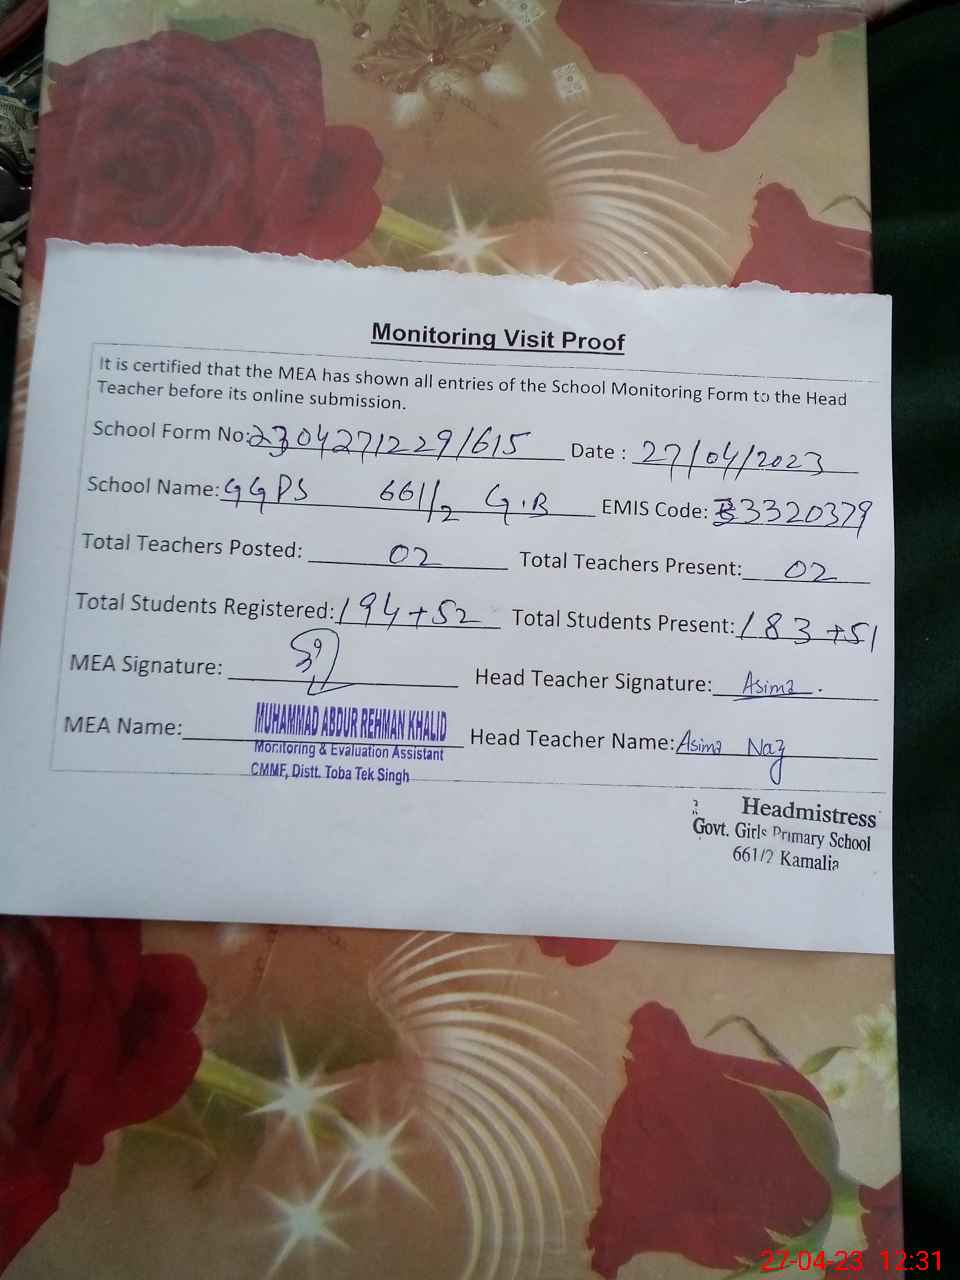 Monitoring Visit Proof
It is certified that the MEA has shown all entries of the School Monitoring Form to the Head
Teacher before its online submission.
School Form No: 23042712291615 Date : 27/04/2023
School Name: GGPS 661/2 G.B EMIS Code: 33320379
Total Teachers Posted: 02 Total Teachers Present: 02
Total Students Registered: 194+52 Total Students Present: 183+51
MEA Signature: Head Teacher Signature: Asima .
MEA Name: MUHAMMAD ABDUR REHMAN KHALID Head Teacher Name: Asima Naz
Monitoring & Evaluation Assistant
CMMF, Distt. Toba Tek Singh
Headmistress
Govt. Girls Primary School
661/2 Kamalia
27-04-23 12:31